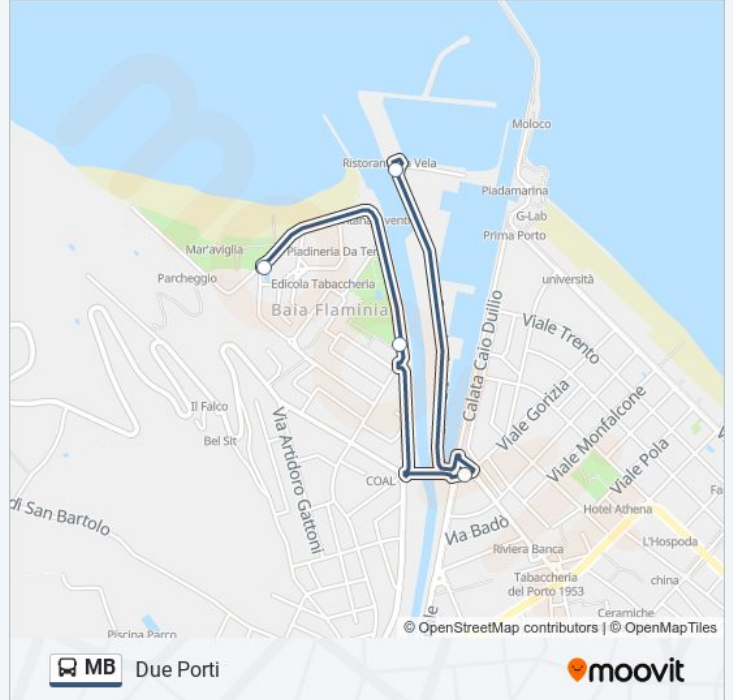 Moloco
Ristorante
Vela
Piadamarina
G-Lab
Prima Porto
Mar'aviglia
Piadineria Da Ter
Parcheggio
Edicola Tabaccheria
Baia Flaminia
università
Calata Caio Duilio
Viale Trento
Viale Gorizia
Viale Monfalcone
Viale Pola
Il Falco
Bel Sit
Via Artidoro Gattoni
COAL
di San Bartolo
Via Badò
Hotel Athena
Fa
L'Hospoda
Riviera Banca
Tabaccheria
del Porto 1953
china
Ceramiche
Piscina Parco
le
© OpenStreetMap contributors | © OpenMapTiles
MB Due Porti
moovit